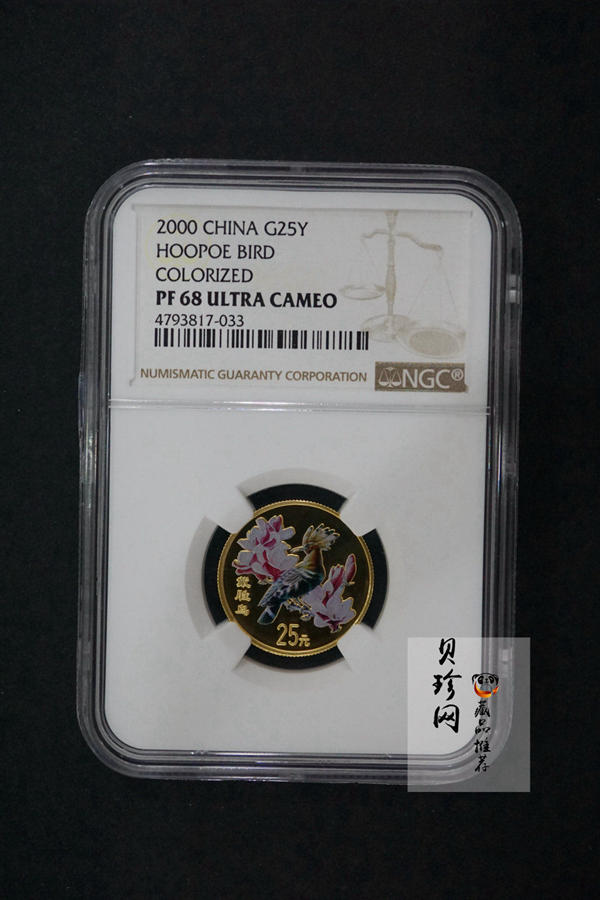 2000 CHINA G25Y
HOOPOE BIRD
COLORIZED
PF 68 ULTRA CAMEO
4793817-033
NUMISMATIC GUARANTY CORPORATION
NGC®
戴胜鸟
25元
贝珍网
藏品推荐